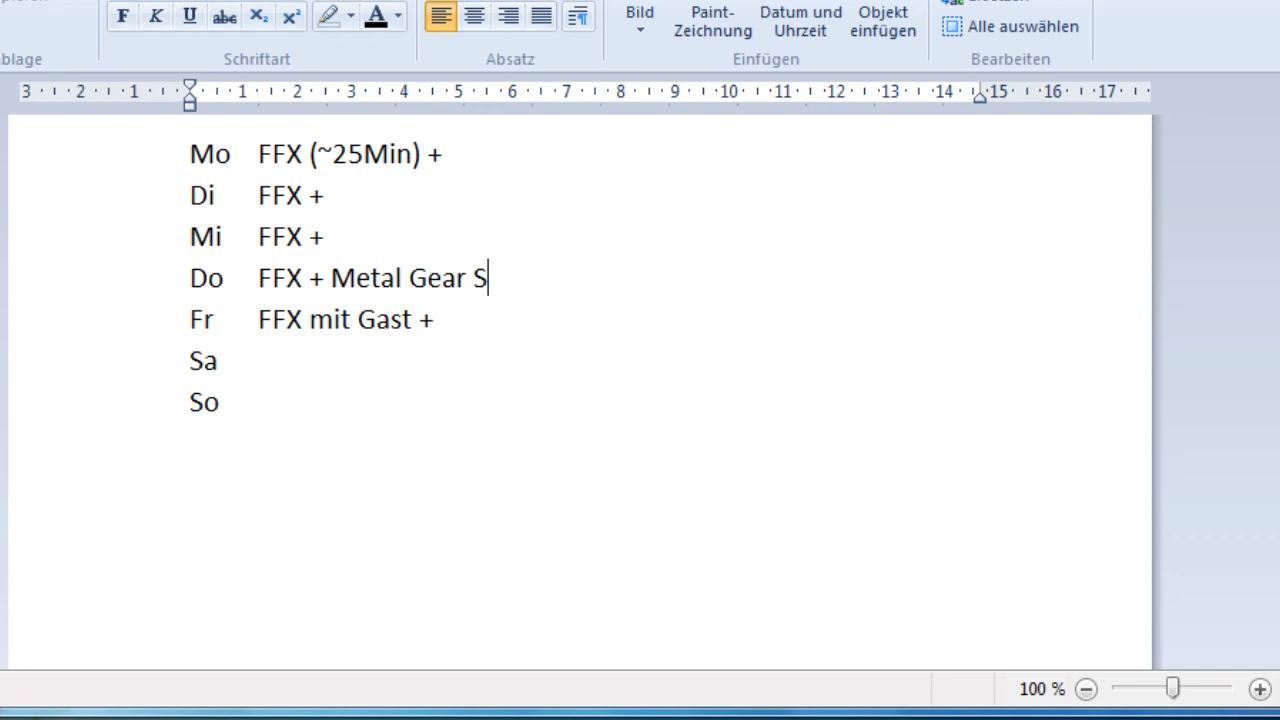 F K U abc X₂ X² A
Bild
Paint-
Zeichnung
Datum und
Uhrzeit
Objekt
einfügen
Alle auswählen
Schriftart
Absatz
Einfügen
Bearbeiten
3 2 1 1 2 3 4 5 6 7 8 9 10 11 12 13 14 15 16 17
Mo FFX (~25Min) +
Di FFX +
Mi FFX +
Do FFX + Metal Gear S
Fr FFX mit Gast +
Sa
So
100 %